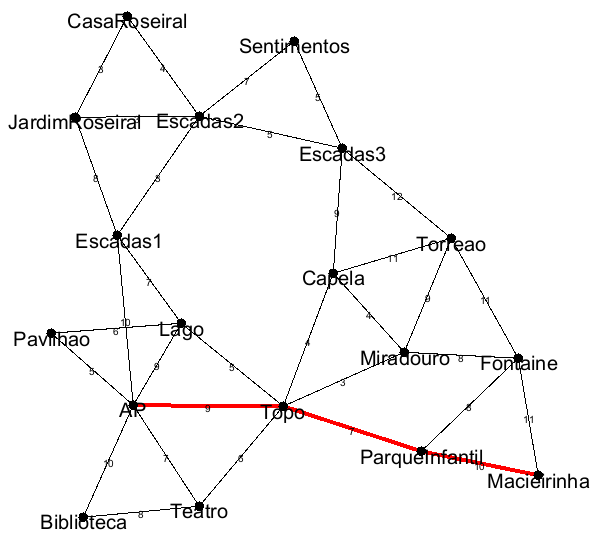 CasaRoseiral
Sentimentos
3
4
7
5
JardimRoseiral
Escadas2
5
Escadas3
8
3
12
9
Escadas1
Torreao
11
Capela
7
9
11
10
Lago
6
4
Pavilhao
4
Miradouro
8
Fontaine
9
5
5
3
AP
9
Topo
8
11
7
ParqueInfantil
10
7
6
10
Macieirinha
Teatro
8
Biblioteca